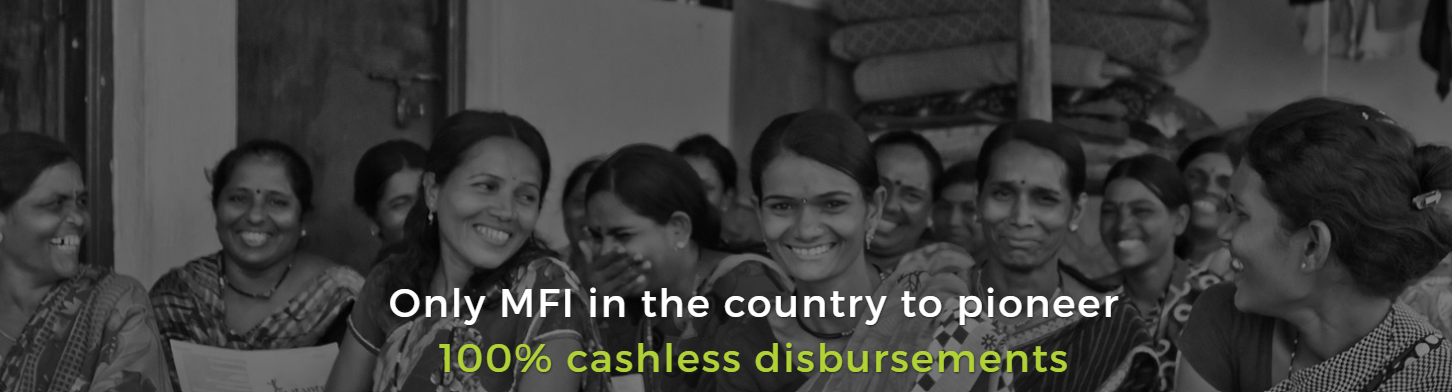 Only MFI in the country to pioneer
100% cashless disbursements